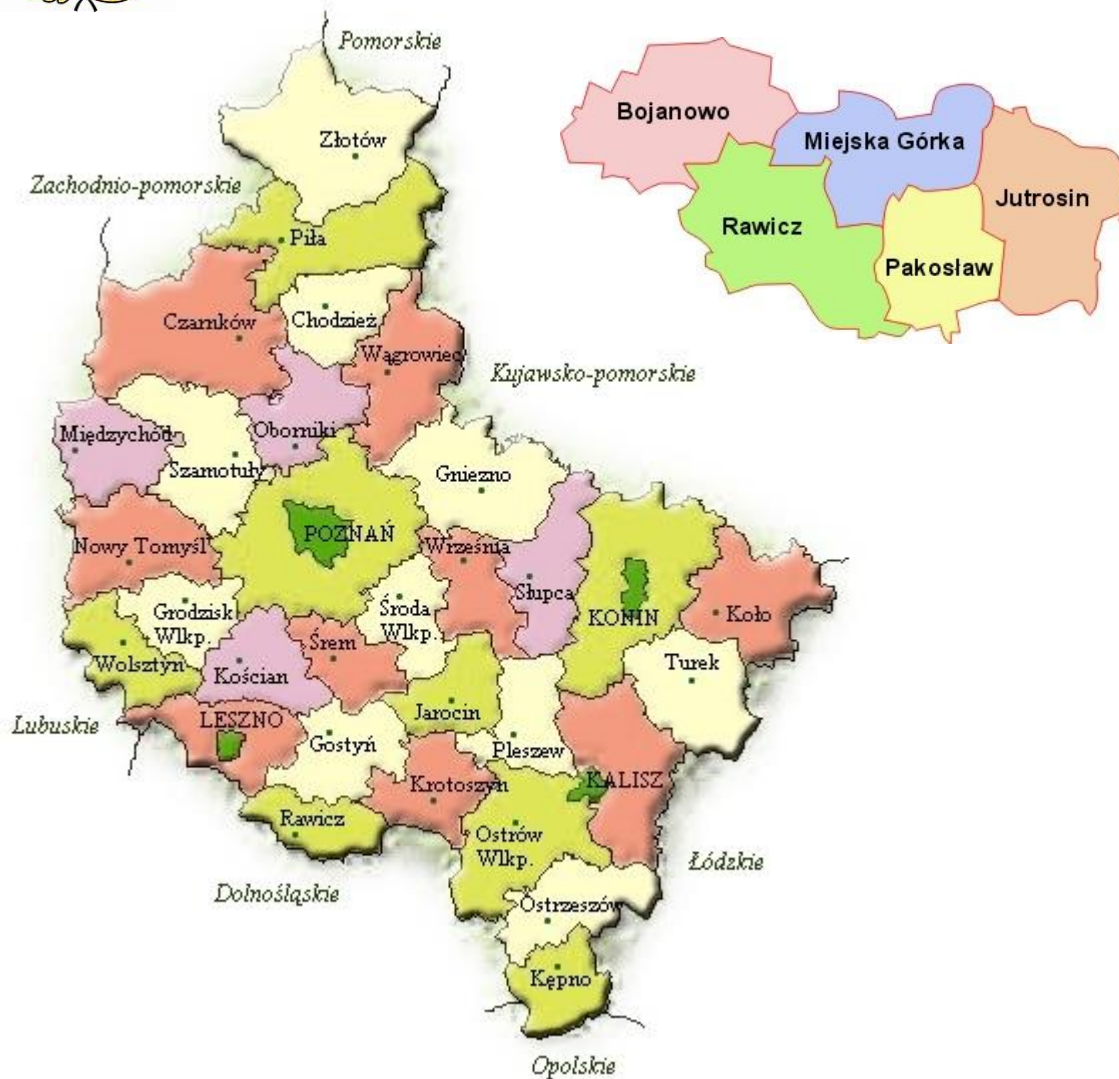 Pomorskie
Złotów
Zachodnio-pomorskie
Piła
Czarnków
Chodzież
Wągrowiec
Kujawsko-pomorskie
Międzychód
Oborniki
Szamotuły
Gniezno
Nowy Tomyśl
POZNAŃ
Września
Słupca
KONIN
Koło
Grodzisk
Wlkp.
Środa
Wlkp.
Wolsztyn
Kościan
Śrem
Turek
Lubuskie
LESZNO
Gostyń
Jarocin
Pleszew
KALISZ
Krotoszyn
Rawicz
Ostrów
Wlkp.
Dolnośląskie
Łódzkie
Ostrzeszów
Kępno
Opolskie
Bojanowo
Miejska Górka
Jutrosin
Rawicz
Pakosław